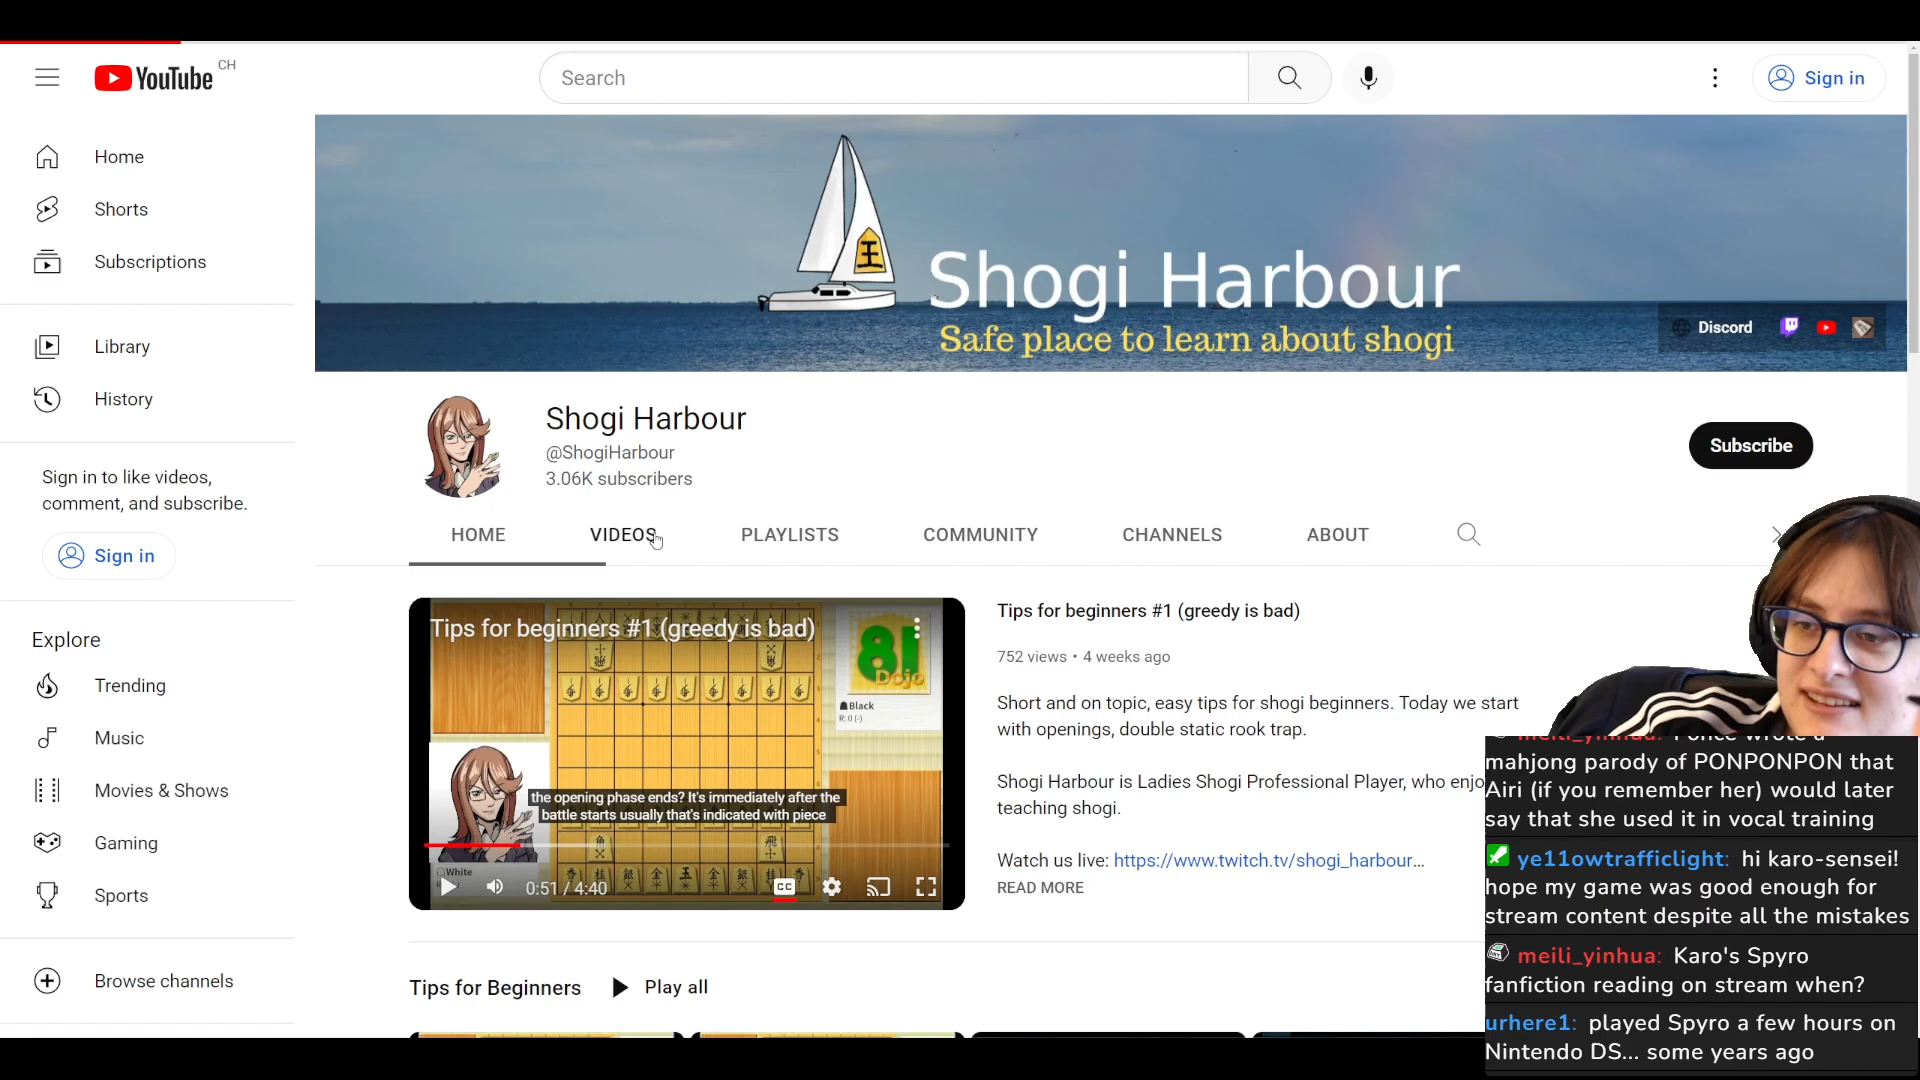 YouTube CH
Search
Sign in
Home
Shorts
Subscriptions
Library
History
Sign in to like videos,
comment, and subscribe.
Sign in
Explore
Trending
Music
Movies & Shows
Gaming
Sports
Browse channels
王
Shogi Harbour
Safe place to learn about shogi
Discord
Shogi Harbour
@ShogiHarbour
3.06K subscribers
Subscribe
HOME
VIDEOS
PLAYLISTS
COMMUNITY
CHANNELS
ABOUT
Tips for beginners #1 (greedy is bad)
81
Dojo
Black
R: 0 (-)
the opening phase ends? It's immediately after the
battle starts usually that's indicated with piece
White
0:51 / 4:40
CC
Tips for beginners #1 (greedy is bad)
752 views • 4 weeks ago
Short and on topic, easy tips for shogi beginners. Today we start
with openings, double static rook trap.
Shogi Harbour is Ladies Shogi Professional Player, who enjo
teaching shogi.
Watch us live: https://www.twitch.tv/shogi_harbour...
READ MORE
Tips for Beginners
Play all
mahjong parody of PONPONPON that
Airi (if you remember her) would later
say that she used it in vocal training
ye11owtrafficlight: hi karo-sensei!
hope my game was good enough for
stream content despite all the mistakes
meili_yinhua: Karo's Spyro
fanfiction reading on stream when?
urhere1: played Spyro a few hours on
Nintendo DS... some years ago